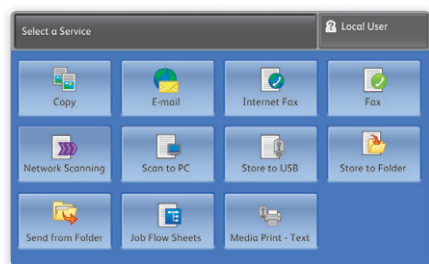 Select a Service
Local User
Copy
E-mail
Internet Fax
Fax
Network Scanning
Scan to PC
Store to USB
Store to Folder
Send from Folder
Job Flow Sheets
Media Print - Text